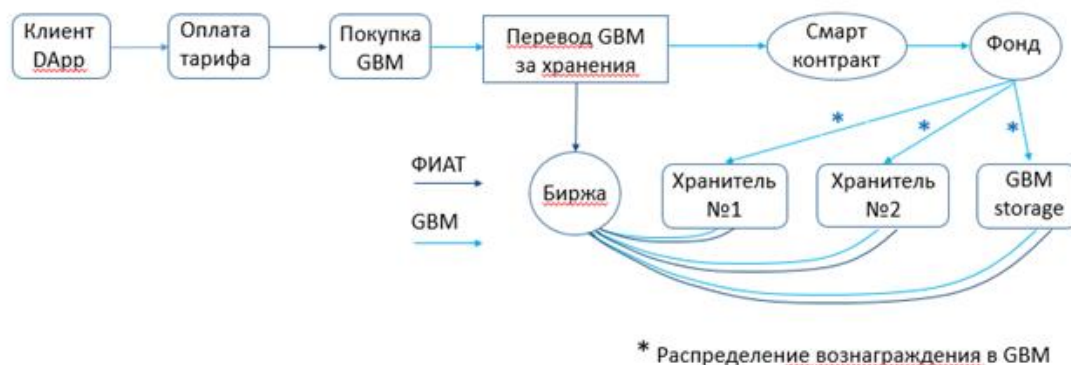 Клиент
DApp
Оплата
тарифа
Покупка
GBM
Перевод GBM
за хранения
Смарт
контракт
Фонд
*
*
*
ФИАТ
GBM
Биржа
Хранитель
№1
Хранитель
№2
GBM
storage
* Распределение вознаграждения в GBM